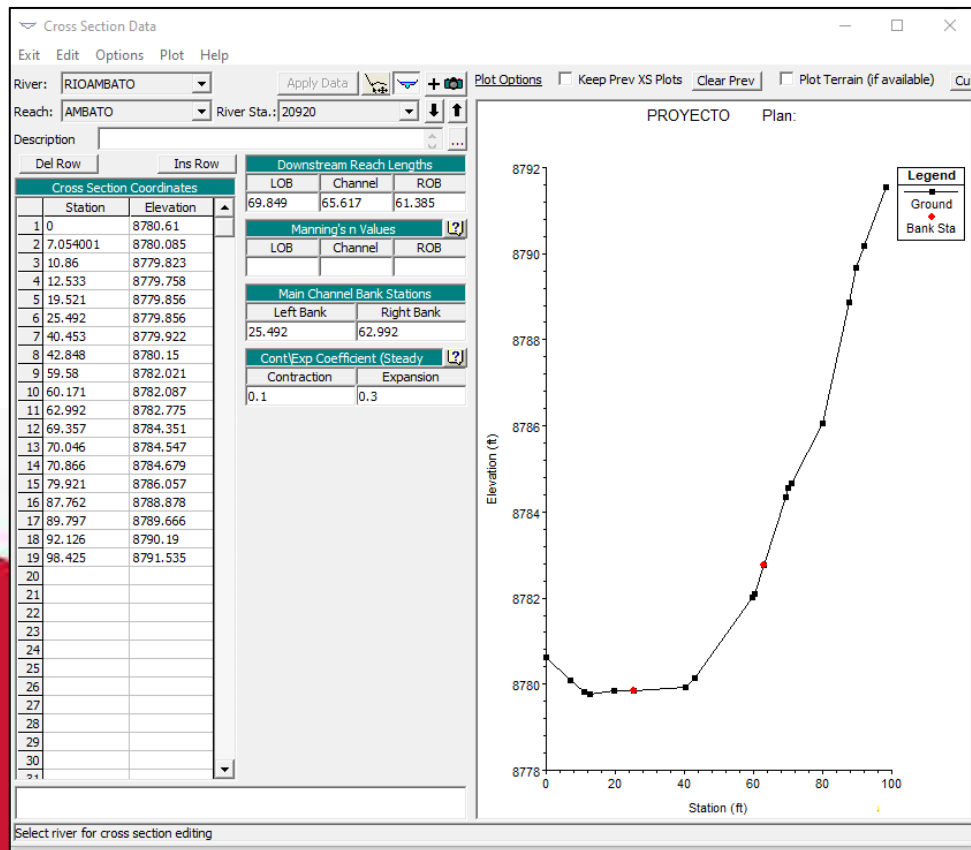 Cross Section Data
Exit Edit Options Plot Help
River: RIOAMBATO Apply Data
Reach: AMBATO River Sta.: 20920
Description ...
Del Row Ins Row
Cross Section Coordinates
Station Elevation
1 0 8780.61
2 7.054001 8780.085
3 10.86 8779.823
4 12.533 8779.758
5 19.521 8779.856
6 25.492 8779.856
7 40.453 8779.922
8 42.848 8780.15
9 59.58 8782.021
10 60.171 8782.087
11 62.992 8782.775
12 69.357 8784.351
13 70.046 8784.547
14 70.866 8784.679
15 79.921 8786.057
16 87.762 8788.878
17 89.797 8789.666
18 92.126 8790.19
19 98.425 8791.535
20
21
22
23
24
25
26
27
28
29
30
31
Downstream Reach Lengths
LOB Channel ROB
69.849 65.617 61.385
Manning's n Values
LOB Channel ROB
Main Channel Bank Stations
Left Bank Right Bank
25.492 62.992
Cont\Exp Coefficient (Steady
Contraction Expansion
0.1 0.3
Plot Options Keep Prev XS Plots Clear Prev Plot Terrain (if available) Cu
PROYECTO Plan:
Legend
Ground
Bank Sta
8792
8790
8788
8786
8784
8782
8780
8778
Elevation (ft)
0 20 40 60 80 100
Station (ft)
Select river for cross section editing